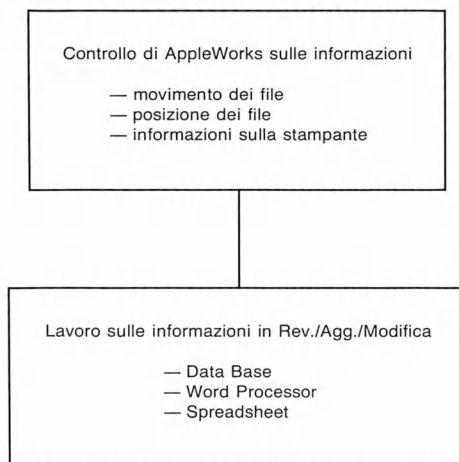 Controllo di AppleWorks sulle informazioni
— movimento dei file
— posizione dei file
— informazioni sulla stampante
Lavoro sulle informazioni in Rev./Agg./Modifica
— Data Base
— Word Processor
— Spreadsheet